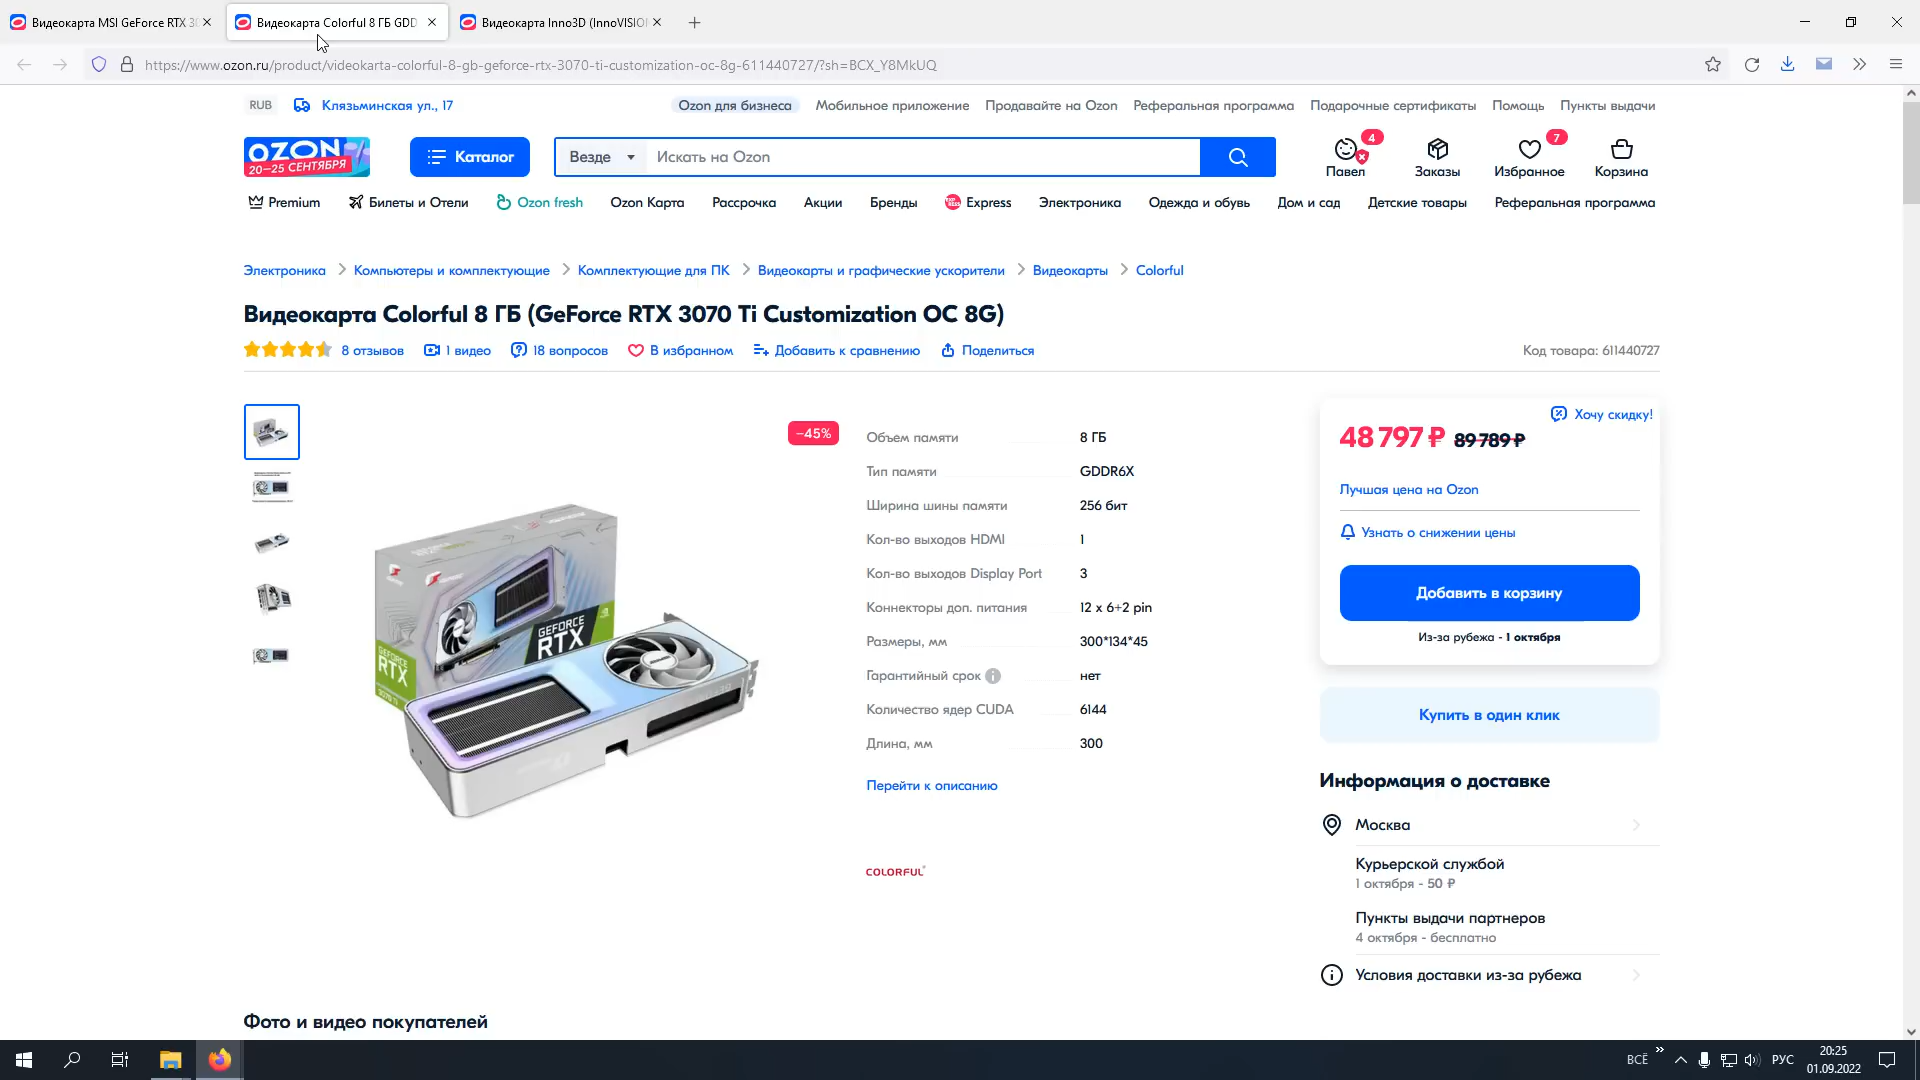 Видеокарта MSI GeForce RTX 3
Видеокарта Colorful 8 ГБ GDD
Видеокарта Inno3D (InnoVISIO
https://www.ozon.ru/product/videokarta-colorful-8-gb-geforce-rtx-3070-ti-customization-oc-8g-611440727/?sh=BCX_Y8MkUQ
RUB Клязьминская ул., 17 Ozon для бизнеса Мобильное приложение Продавайте на Ozon Реферальная программа Подарочные сертификаты Помощь Пункты выдачи
OZON
20–25 СЕНТЯБРЯ
Каталог
Везде Искать на Ozon
4
Павел
Заказы
7
Избранное
Корзина
Premium Билеты и Отели Ozon fresh Ozon Карта Рассрочка Акции Бренды Express Электроника Одежда и обувь Дом и сад Детские товары Реферальная программа
Электроника Компьютеры и комплектующие Комплектующие для ПК Видеокарты и графические ускорители Видеокарты Colorful
Видеокарта Colorful 8 ГБ (GeForce RTX 3070 Ti Customization OC 8G)
8 отзывов 1 видео 18 вопросов В избранном Добавить к сравнению Поделиться Код товара: 611440727
–45%
GEFORCE
RTX
GEFORCE
RTX
3070 Ti
Объем памяти 8 ГБ
Тип памяти GDDR6X
Ширина шины памяти 256 бит
Кол-во выходов HDMI 1
Кол-во выходов Display Port 3
Коннекторы доп. питания 12 x 6+2 pin
Размеры, мм 300*134*45
Гарантийный срок нет
Количество ядер CUDA 6144
Длина, мм 300
Перейти к описанию
COLORFUL
Хочу скидку!
48 797 ₽ 89 789 ₽
Лучшая цена на Ozon
Узнать о снижении цены
Добавить в корзину
Из-за рубежа - 1 октября
Купить в один клик
Информация о доставке
Москва
Курьерской службой
1 октября - 50 ₽
Пункты выдачи партнеров
4 октября - бесплатно
Условия доставки из-за рубежа
Фото и видео покупателей
ВСЁ
РУС
20:25
01.09.2022